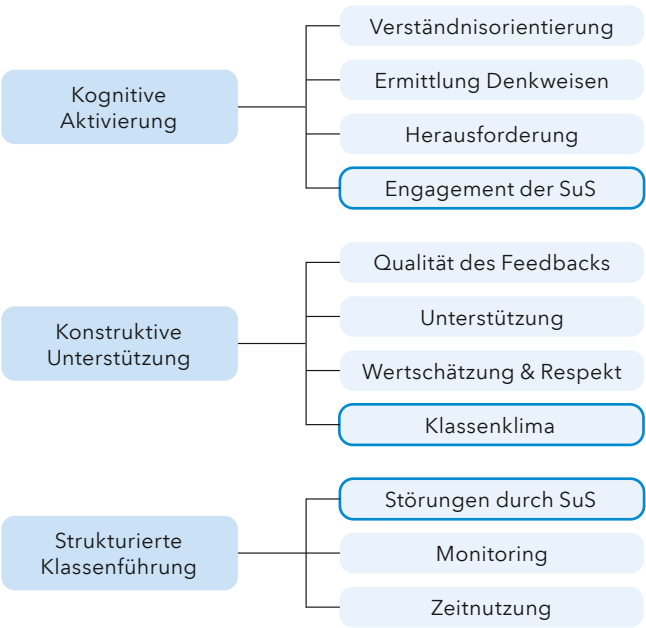 Kognitive
Aktivierung
Verständnisorientierung
Ermittlung Denkweisen
Herausforderung
Engagement der SuS
Konstruktive
Unterstützung
Qualität des Feedbacks
Unterstützung
Wertschätzung & Respekt
Klassenklima
Strukturierte
Klassenführung
Störungen durch SuS
Monitoring
Zeitnutzung